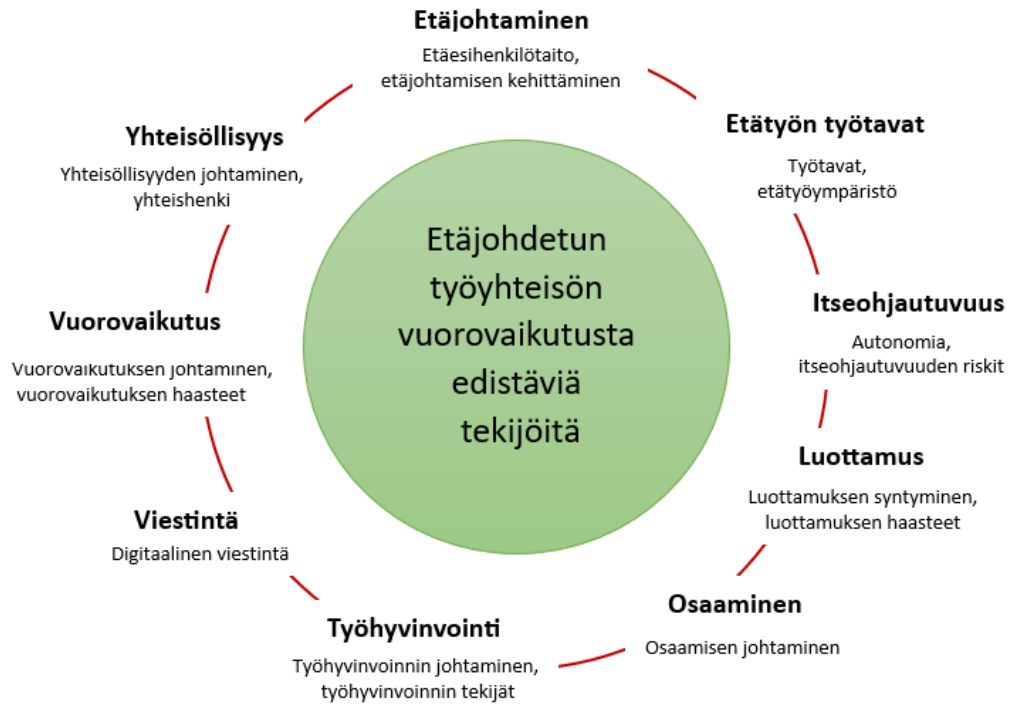 Etäjohtaminen
Etäesihenkilötaito,
etäjohtamisen kehittäminen
Etätyön työtavat
Työtavat,
etätyöympäristö
Itseohjautuvuus
Autonomia,
itseohjautuvuuden riskit
Luottamus
Luottamuksen syntyminen,
luottamuksen haasteet
Osaaminen
Osaamisen johtaminen
Työhyvinvointi
Työhyvinvoinnin johtaminen,
työhyvinvoinnin tekijät
Viestintä
Digitaalinen viestintä
Vuorovaikutus
Vuorovaikutuksen johtaminen,
vuorovaikutuksen haasteet
Yhteisöllisyys
Yhteisöllisyyden johtaminen,
yhteishenki
Etäjohdetun
työyhteisön
vuorovaikutusta
edistäviä
tekijöitä